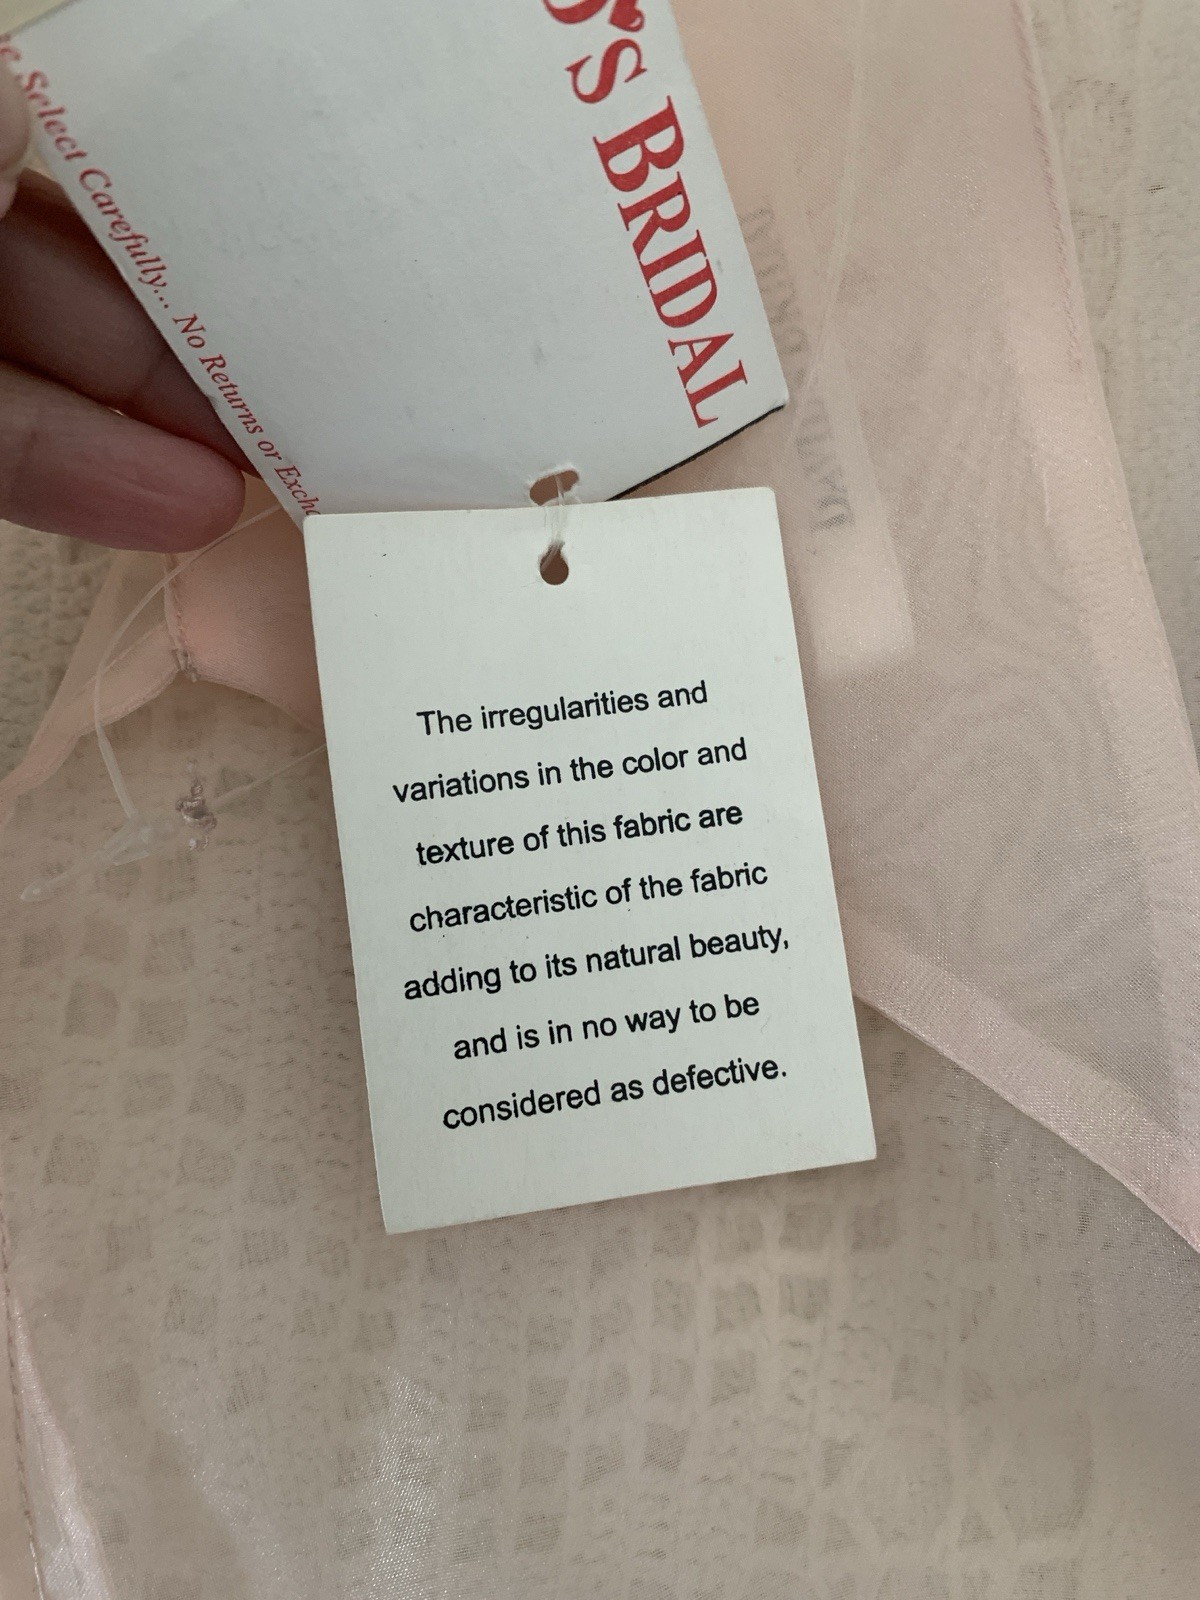 'S BRIDAL
Select Carefully... No Returns or
The irregularities and
variations in the color and
texture of this fabric are
characteristic of the fabric
adding to its natural beauty,
and is in no way to be
considered as defective.